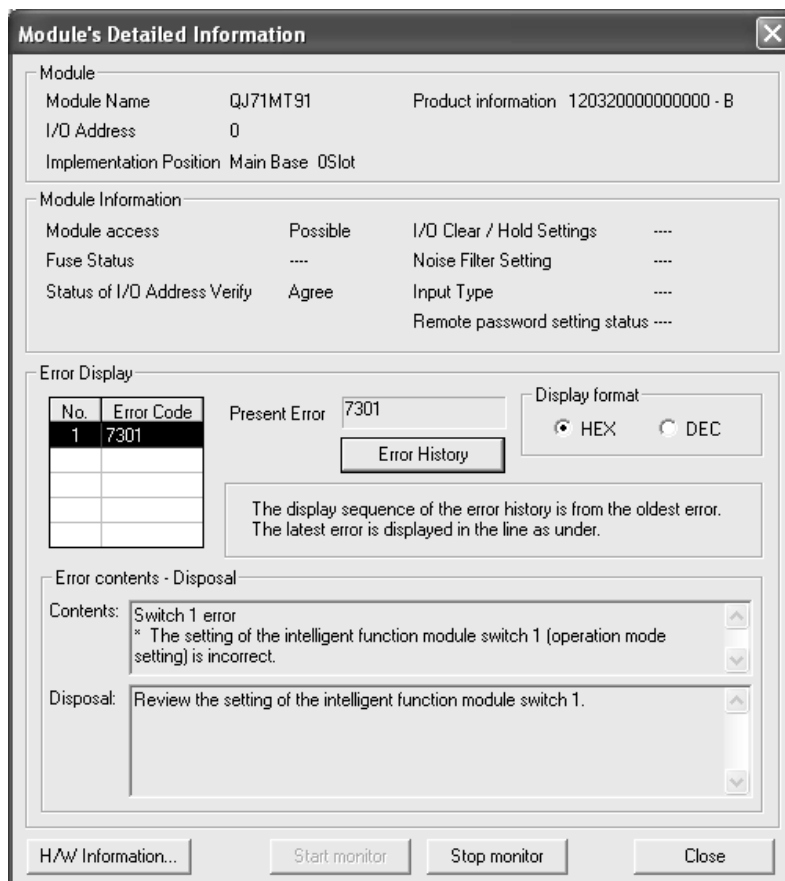 Module's Detailed Information
Module
Module Name QJ71MT91 Product information 120320000000000 - B
I/O Address 0
Implementation Position Main Base 0Slot
Module Information
Module access Possible I/O Clear / Hold Settings ----
Fuse Status ---- Noise Filter Setting ----
Status of I/O Address Verify Agree Input Type ----
Remote password setting status ----
Error Display
No. Error Code
1 7301
Present Error 7301
Display format
HEX DEC
Error History
The display sequence of the error history is from the oldest error.
The latest error is displayed in the line as under.
Error contents - Disposal
Contents: Switch 1 error
* The setting of the intelligent function module switch 1 (operation mode
setting) is incorrect.
Disposal: Review the setting of the intelligent function module switch 1.
H/W Information... Start monitor Stop monitor Close